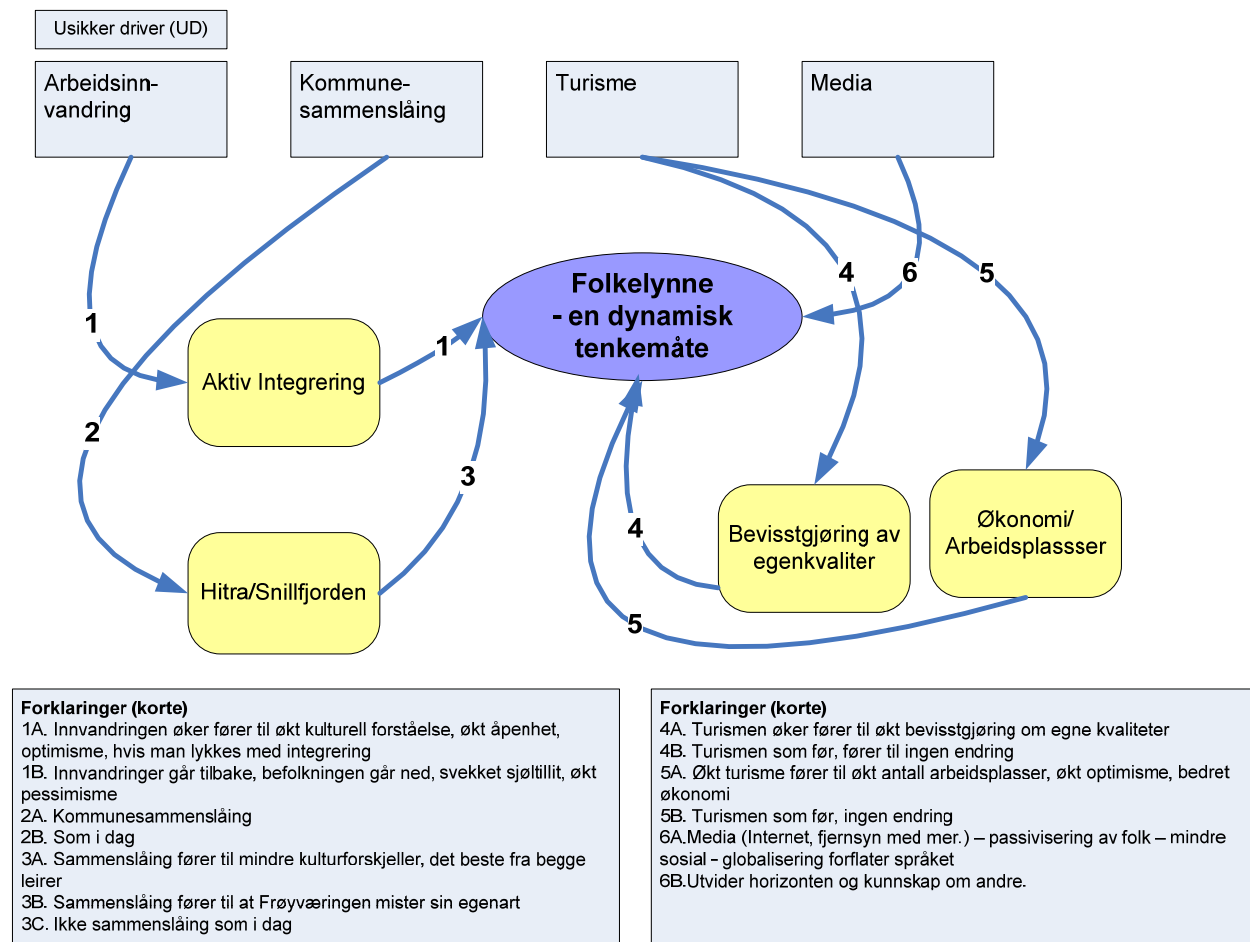 Usikker driver (UD)
Arbeidsinn-
vandring
Kommune-
sammenslåing
Turisme
Media
Folkelynne
- en dynamisk
tenkemåte
4
6
5
1
1
Aktiv Integrering
2
3
Hitra/Snillfjorden
4
Bevisstgjøring av
egenkvaliter
Økonomi/
Arbeidsplassser
5
Forklaringer (korte)
1A. Innvandringen øker fører til økt kulturell forståelse, økt åpenhet,
optimisme, hvis man lykkes med integrering
1B. Innvandringer går tilbake, befolkningen går ned, svekket sjøltillit, økt
pessimisme
2A. Kommunesammenslåing
2B. Som i dag
3A. Sammenslåing fører til mindre kulturforskjeller, det beste fra begge
leirer
3B. Sammenslåing fører til at Frøyværingen mister sin egenart
3C. Ikke sammenslåing som i dag
Forklaringer (korte)
4A. Turismen øker fører til økt bevisstgjøring om egne kvaliteter
4B. Turismen som før, fører til ingen endring
5A. Økt turisme fører til økt antall arbeidsplasser, økt optimisme, bedret
økonomi
5B. Turismen som før, ingen endring
6A.Media (Internet, fjernsyn med mer.) – passivisering av folk – mindre
sosial - globalisering forflater språket
6B.Utvider horizonten og kunnskap om andre.